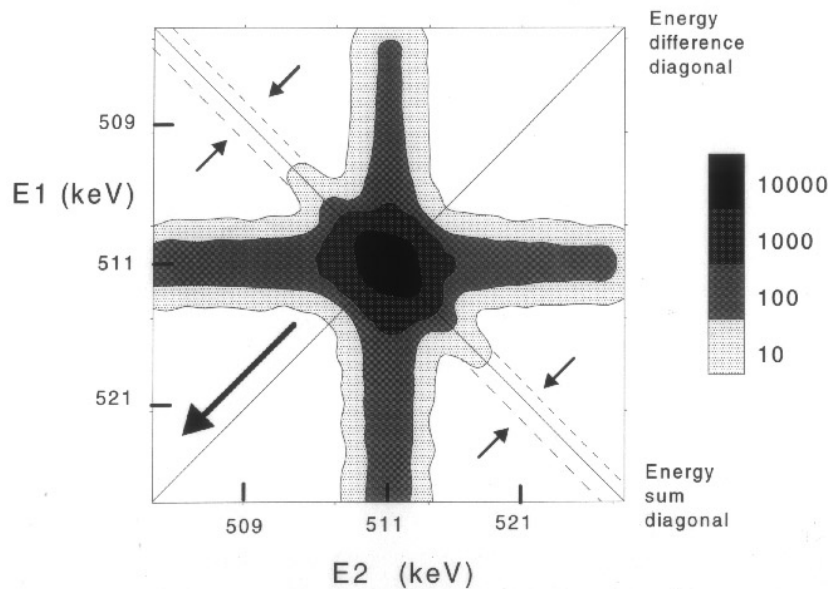 Energy
difference
diagonal
509
E1 (keV)
511
521
10000
1000
100
10
Energy
sum
diagonal
509
511
521
E2 (keV)